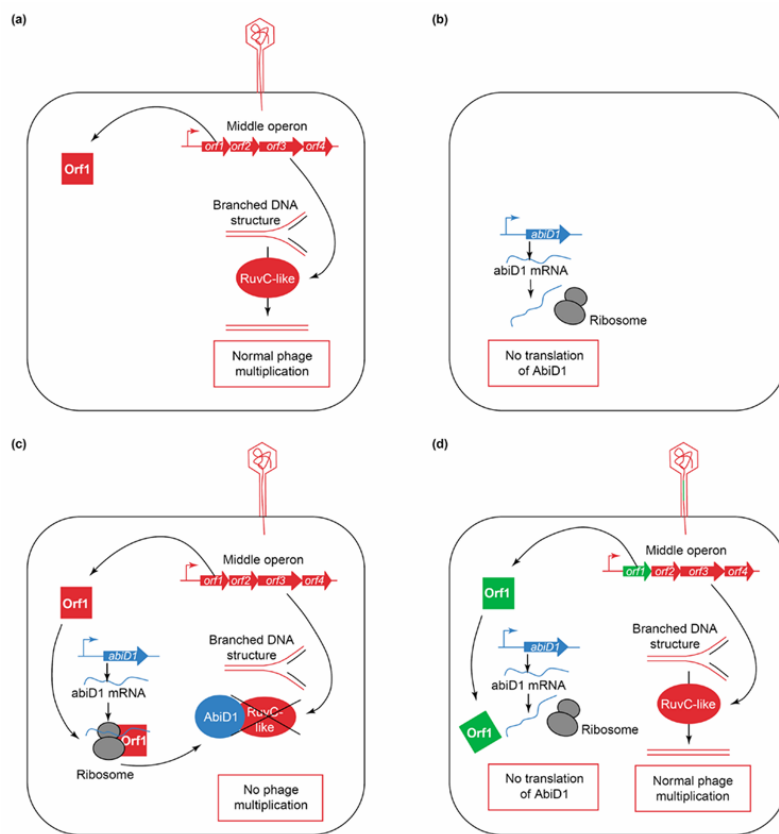 (a)
Middle operon
orf1 orf2 orf3 orf4
Orf1
Branched DNA
structure
RuvC-like
Normal phage
multiplication
(b)
abiD1
abiD1 mRNA
Ribosome
No translation
of AbiD1
(c)
Middle operon
orf1 orf2 orf3 orf4
Orf1
abiD1
Branched DNA
structure
abiD1 mRNA
AbiD1
RuvC-
like
Orf1
Ribosome
No phage
multiplication
(d)
Middle operon
orf1 orf2 orf3 orf4
Orf1
abiD1
Branched DNA
structure
abiD1 mRNA
RuvC-like
Orf1
Ribosome
No translation
of AbiD1
Normal phage
multiplication